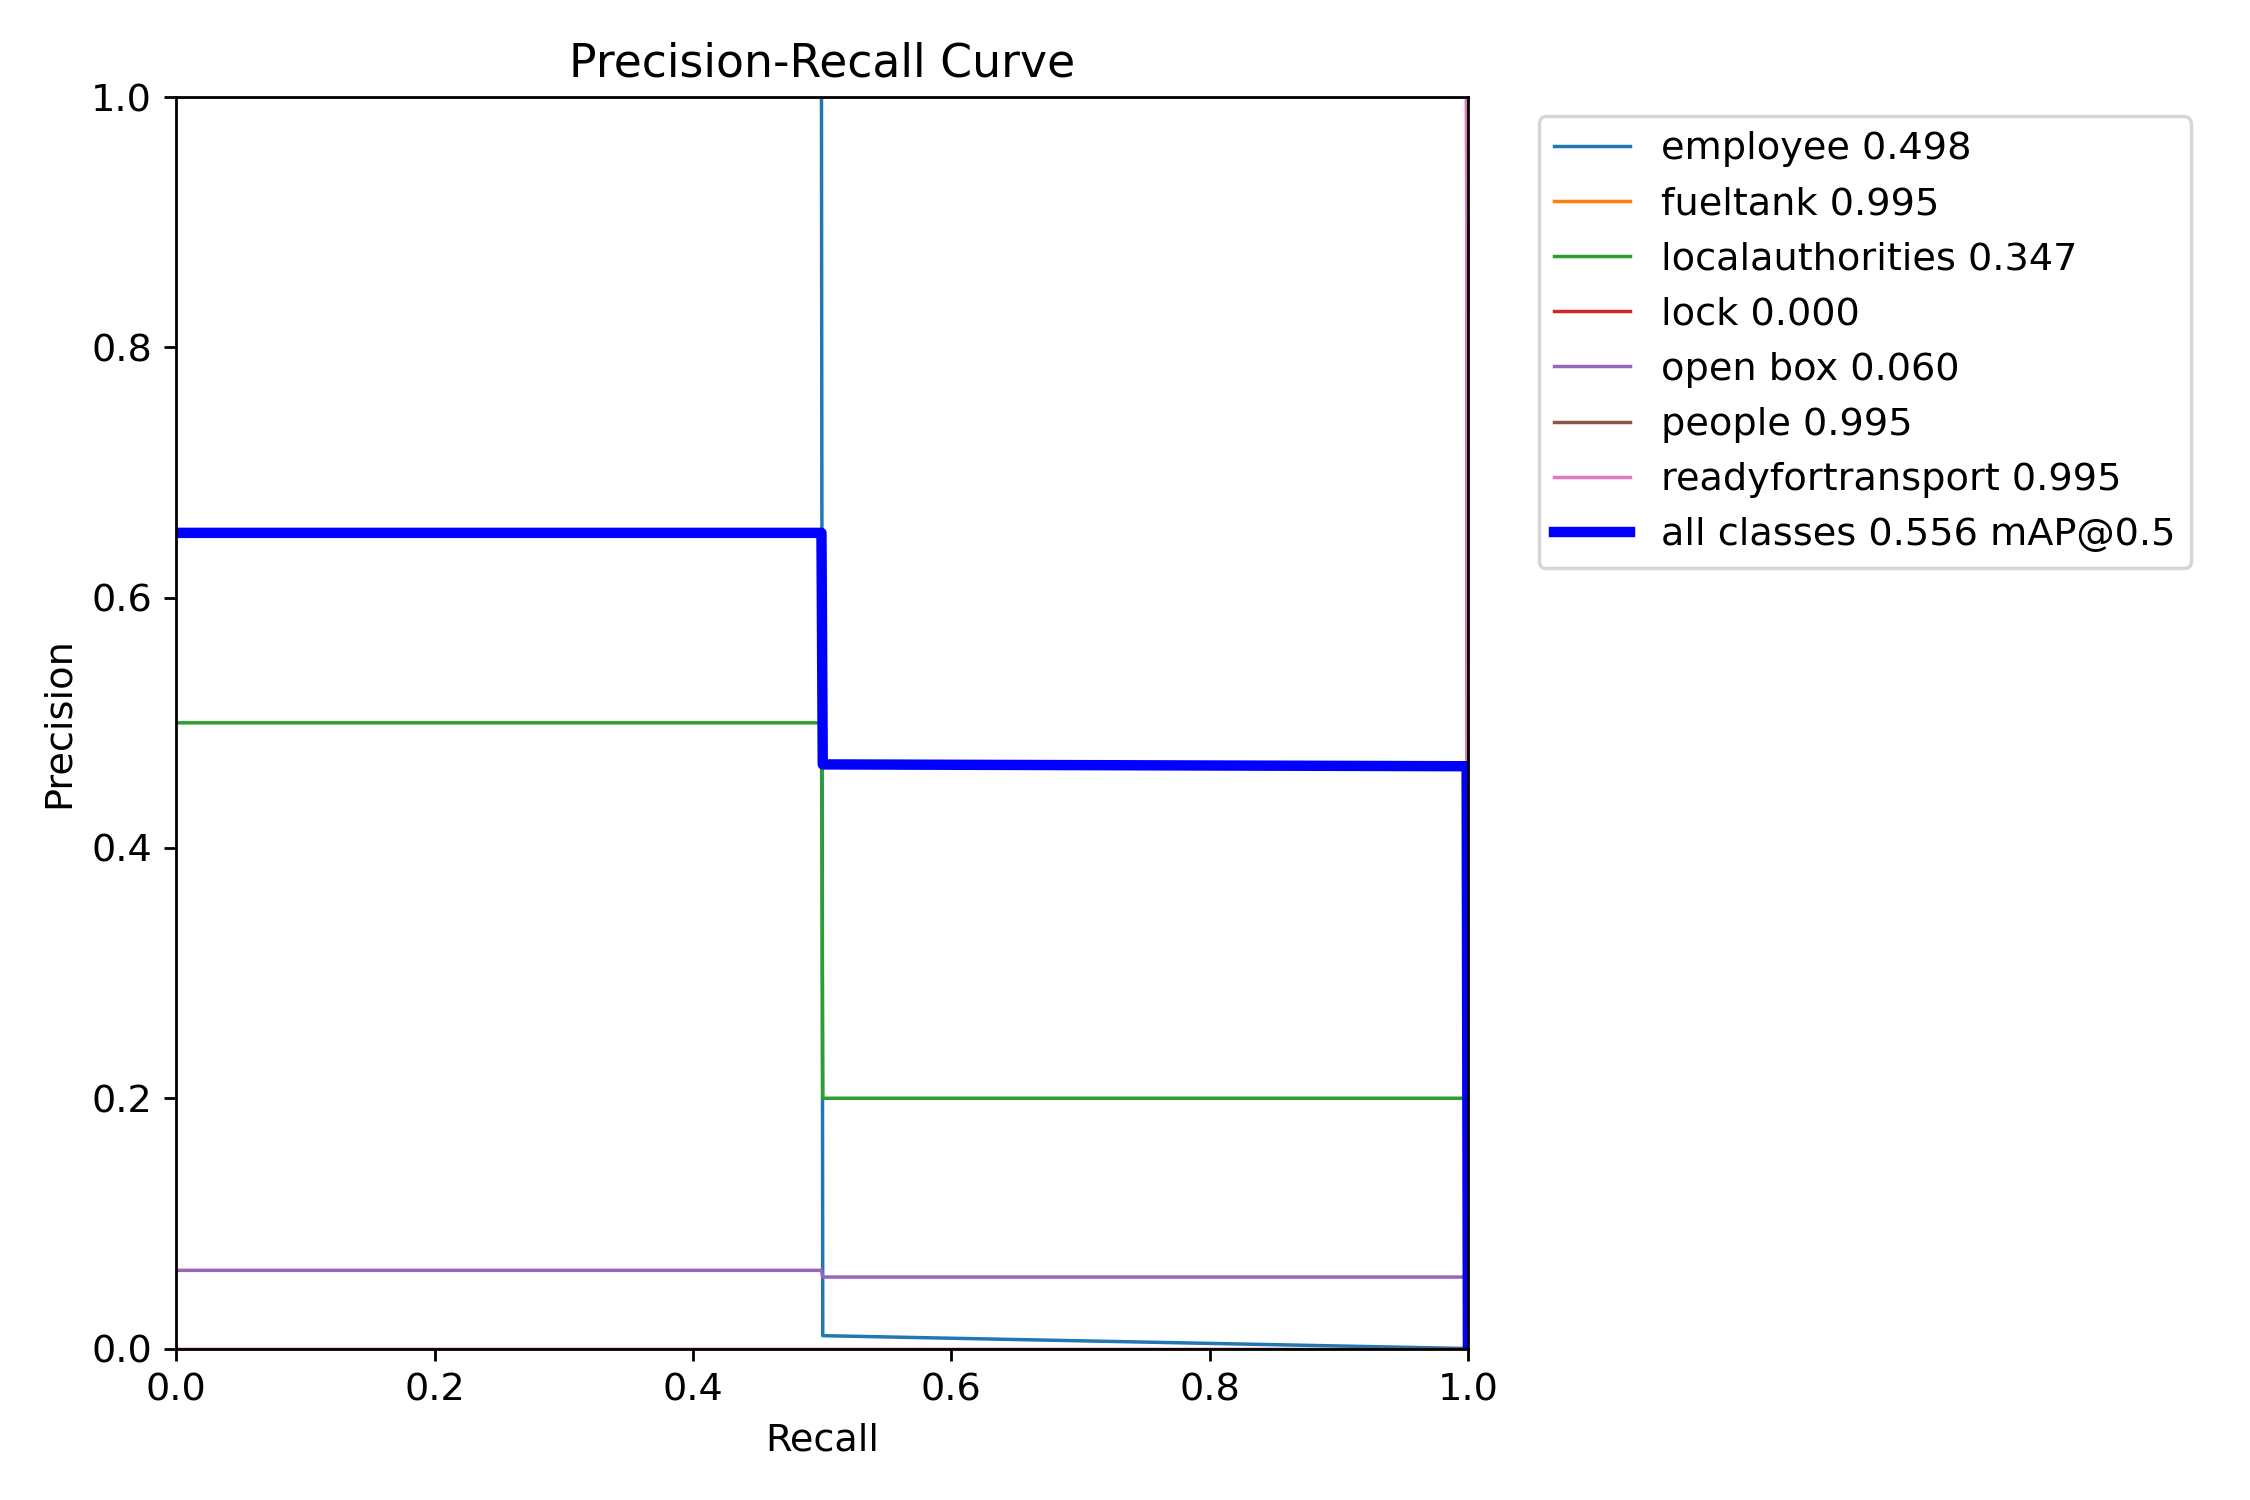 Precision-Recall Curve
1.0
0.8
0.6
0.4
0.2
0.0
Precision
0.0 0.2 0.4 0.6 0.8 1.0
Recall
employee 0.498
fueltank 0.995
localauthorities 0.347
lock 0.000
open box 0.060
people 0.995
readyfortransport 0.995
all classes 0.556 mAP@0.5